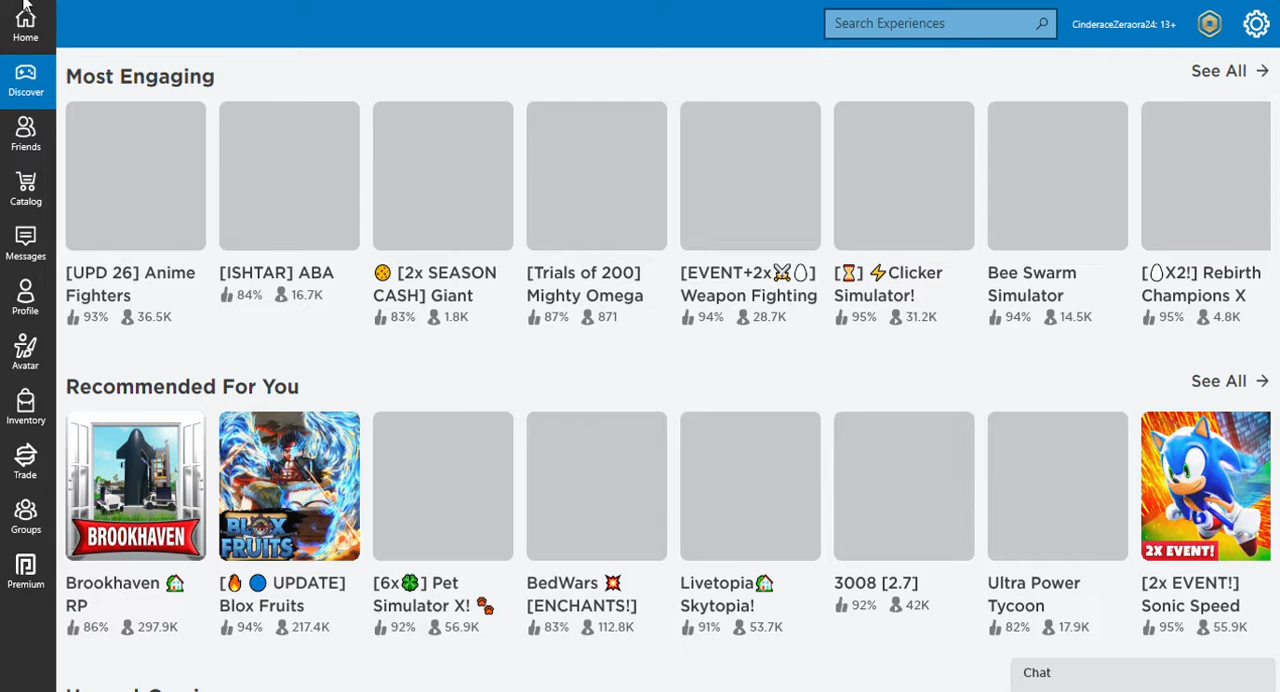 Home
Discover
Friends
Catalog
Messages
Profile
Avatar
Inventory
Trade
Groups
Premium
Search Experiences
CinderaceZeraora24: 13+
Most Engaging
See All →
[UPD 26] Anime
Fighters
93% 36.5K
[ISHTAR] ABA
84% 16.7K
[2x SEASON
CASH] Giant
83% 1.8K
[Trials of 200]
Mighty Omega
87% 871
[EVENT+2x⚔️🥚]
Weapon Fighting
94% 28.7K
[⏳] ⚡Clicker
Simulator!
95% 31.2K
Bee Swarm
Simulator
94% 14.5K
[🥚X2!] Rebirth
Champions X
95% 4.8K
Recommended For You
See All →
BROOKHAVEN
Brookhaven 🏡
RP
86% 297.9K
BLOX
FRUITS
[🔥 🔵 UPDATE]
Blox Fruits
94% 217.4K
[6x🍀] Pet
Simulator X! 🐾
92% 56.9K
BedWars 💥
[ENCHANTS!]
83% 112.8K
Livetopia🏡
Skytopia!
91% 53.7K
3008 [2.7]
92% 42K
Ultra Power
Tycoon
82% 17.9K
2X EVENT!
[2x EVENT!]
Sonic Speed
95% 55.9K
Chat